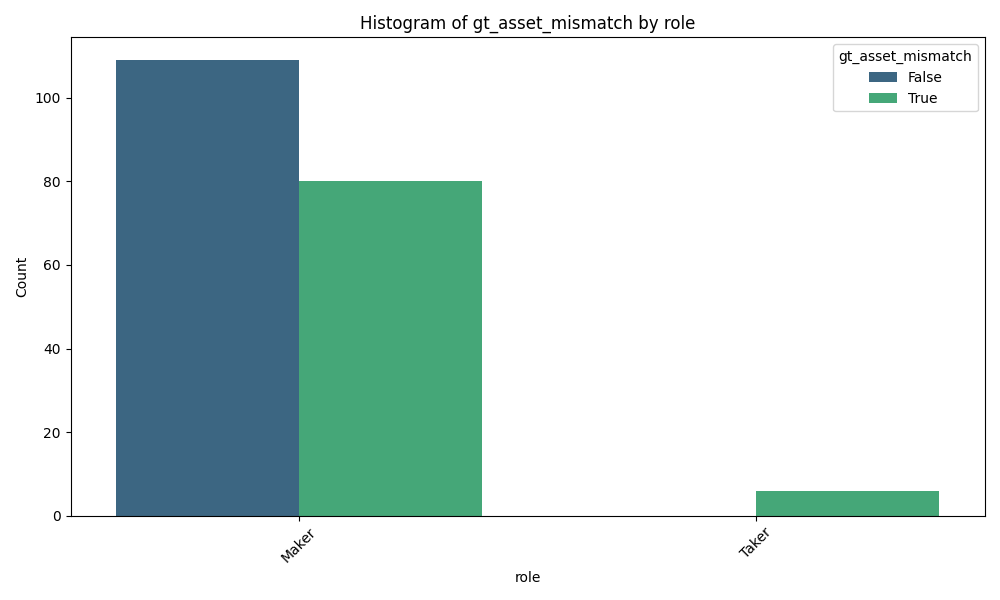 Histogram of gt_asset_mismatch by role
gt_asset_mismatch
False
True
Count
100
80
60
40
20
0
Maker
Taker
role